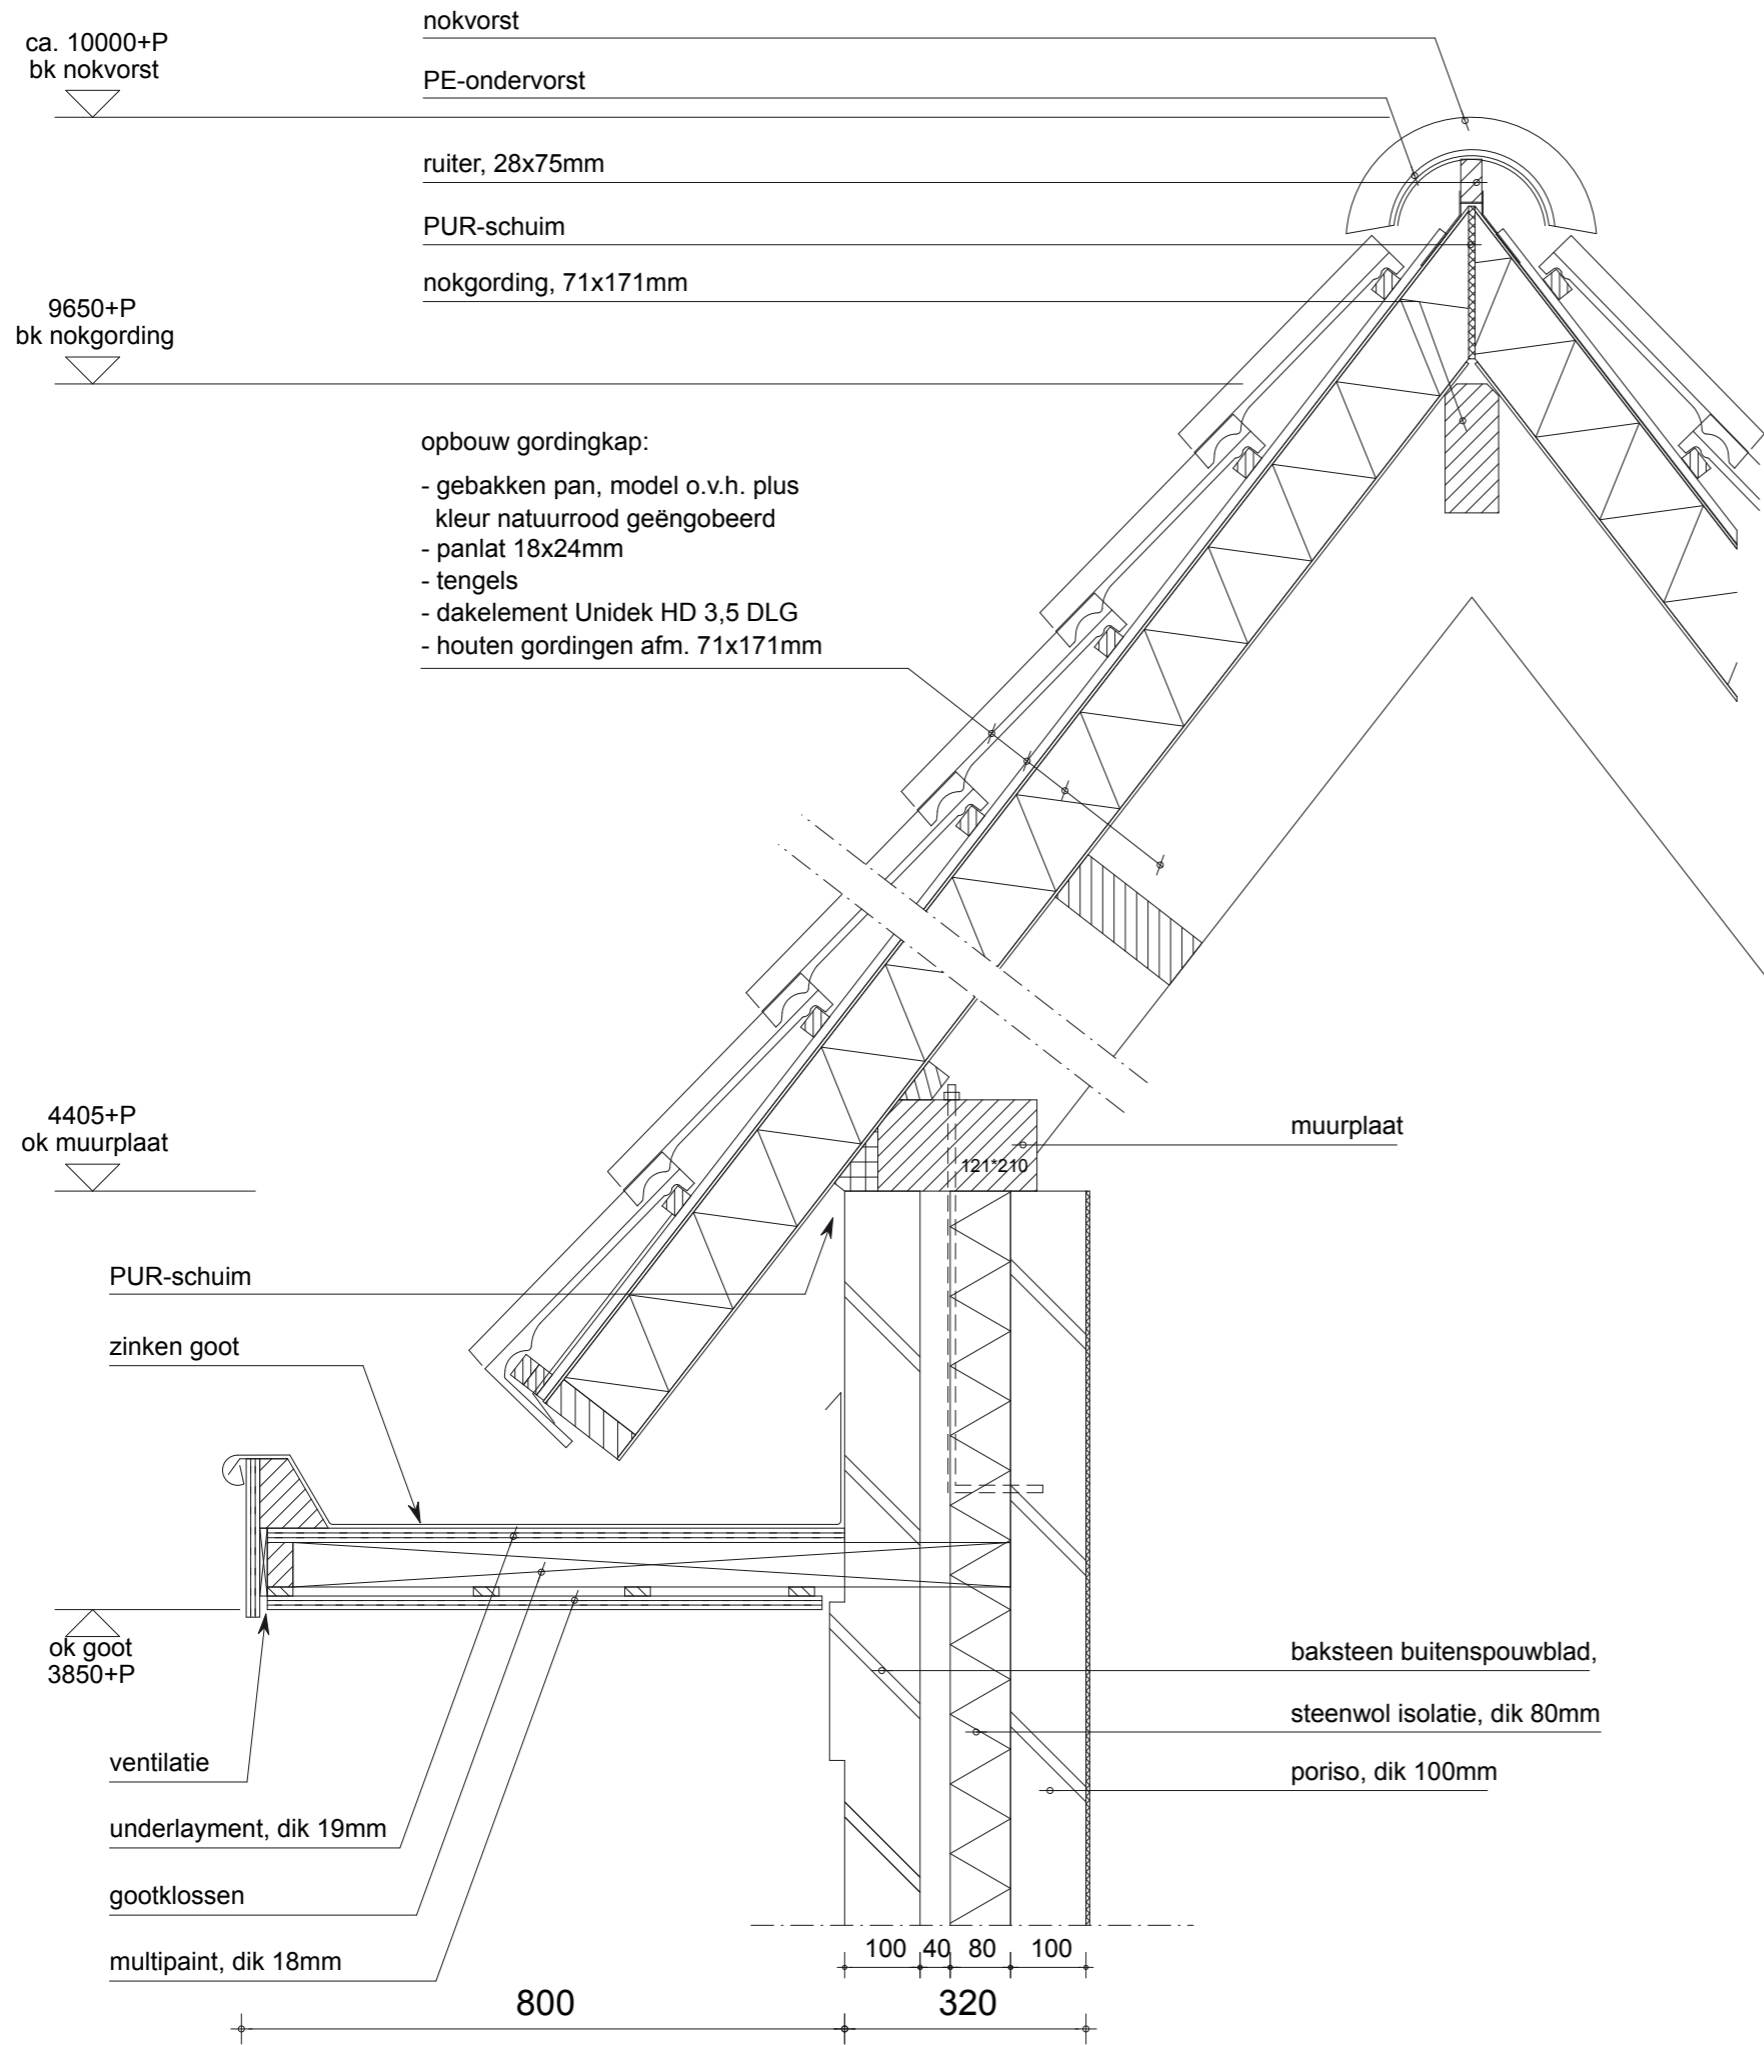 nokvorst
ca. 10000+P
bk nokvorst
PE-ondervorst
ruiter, 28x75mm
PUR-schuim
nokgording, 71x171mm
9650+P
bk nokgording
opbouw gordingkap:
- gebakken pan, model o.v.h. plus
kleur natuurrood geëngobeerd
- panlat 18x24mm
- tengels
- dakelement Unidek HD 3,5 DLG
- houten gordingen afm. 71x171mm
4405+P
ok muurplaat
muurplaat
121*210
PUR-schuim
zinken goot
ok goot
3850+P
baksteen buitenspouwblad,
steenwol isolatie, dik 80mm
ventilatie
poriso, dik 100mm
underlayment, dik 19mm
gootklossen
multipaint, dik 18mm
100 40 80 100
800 320